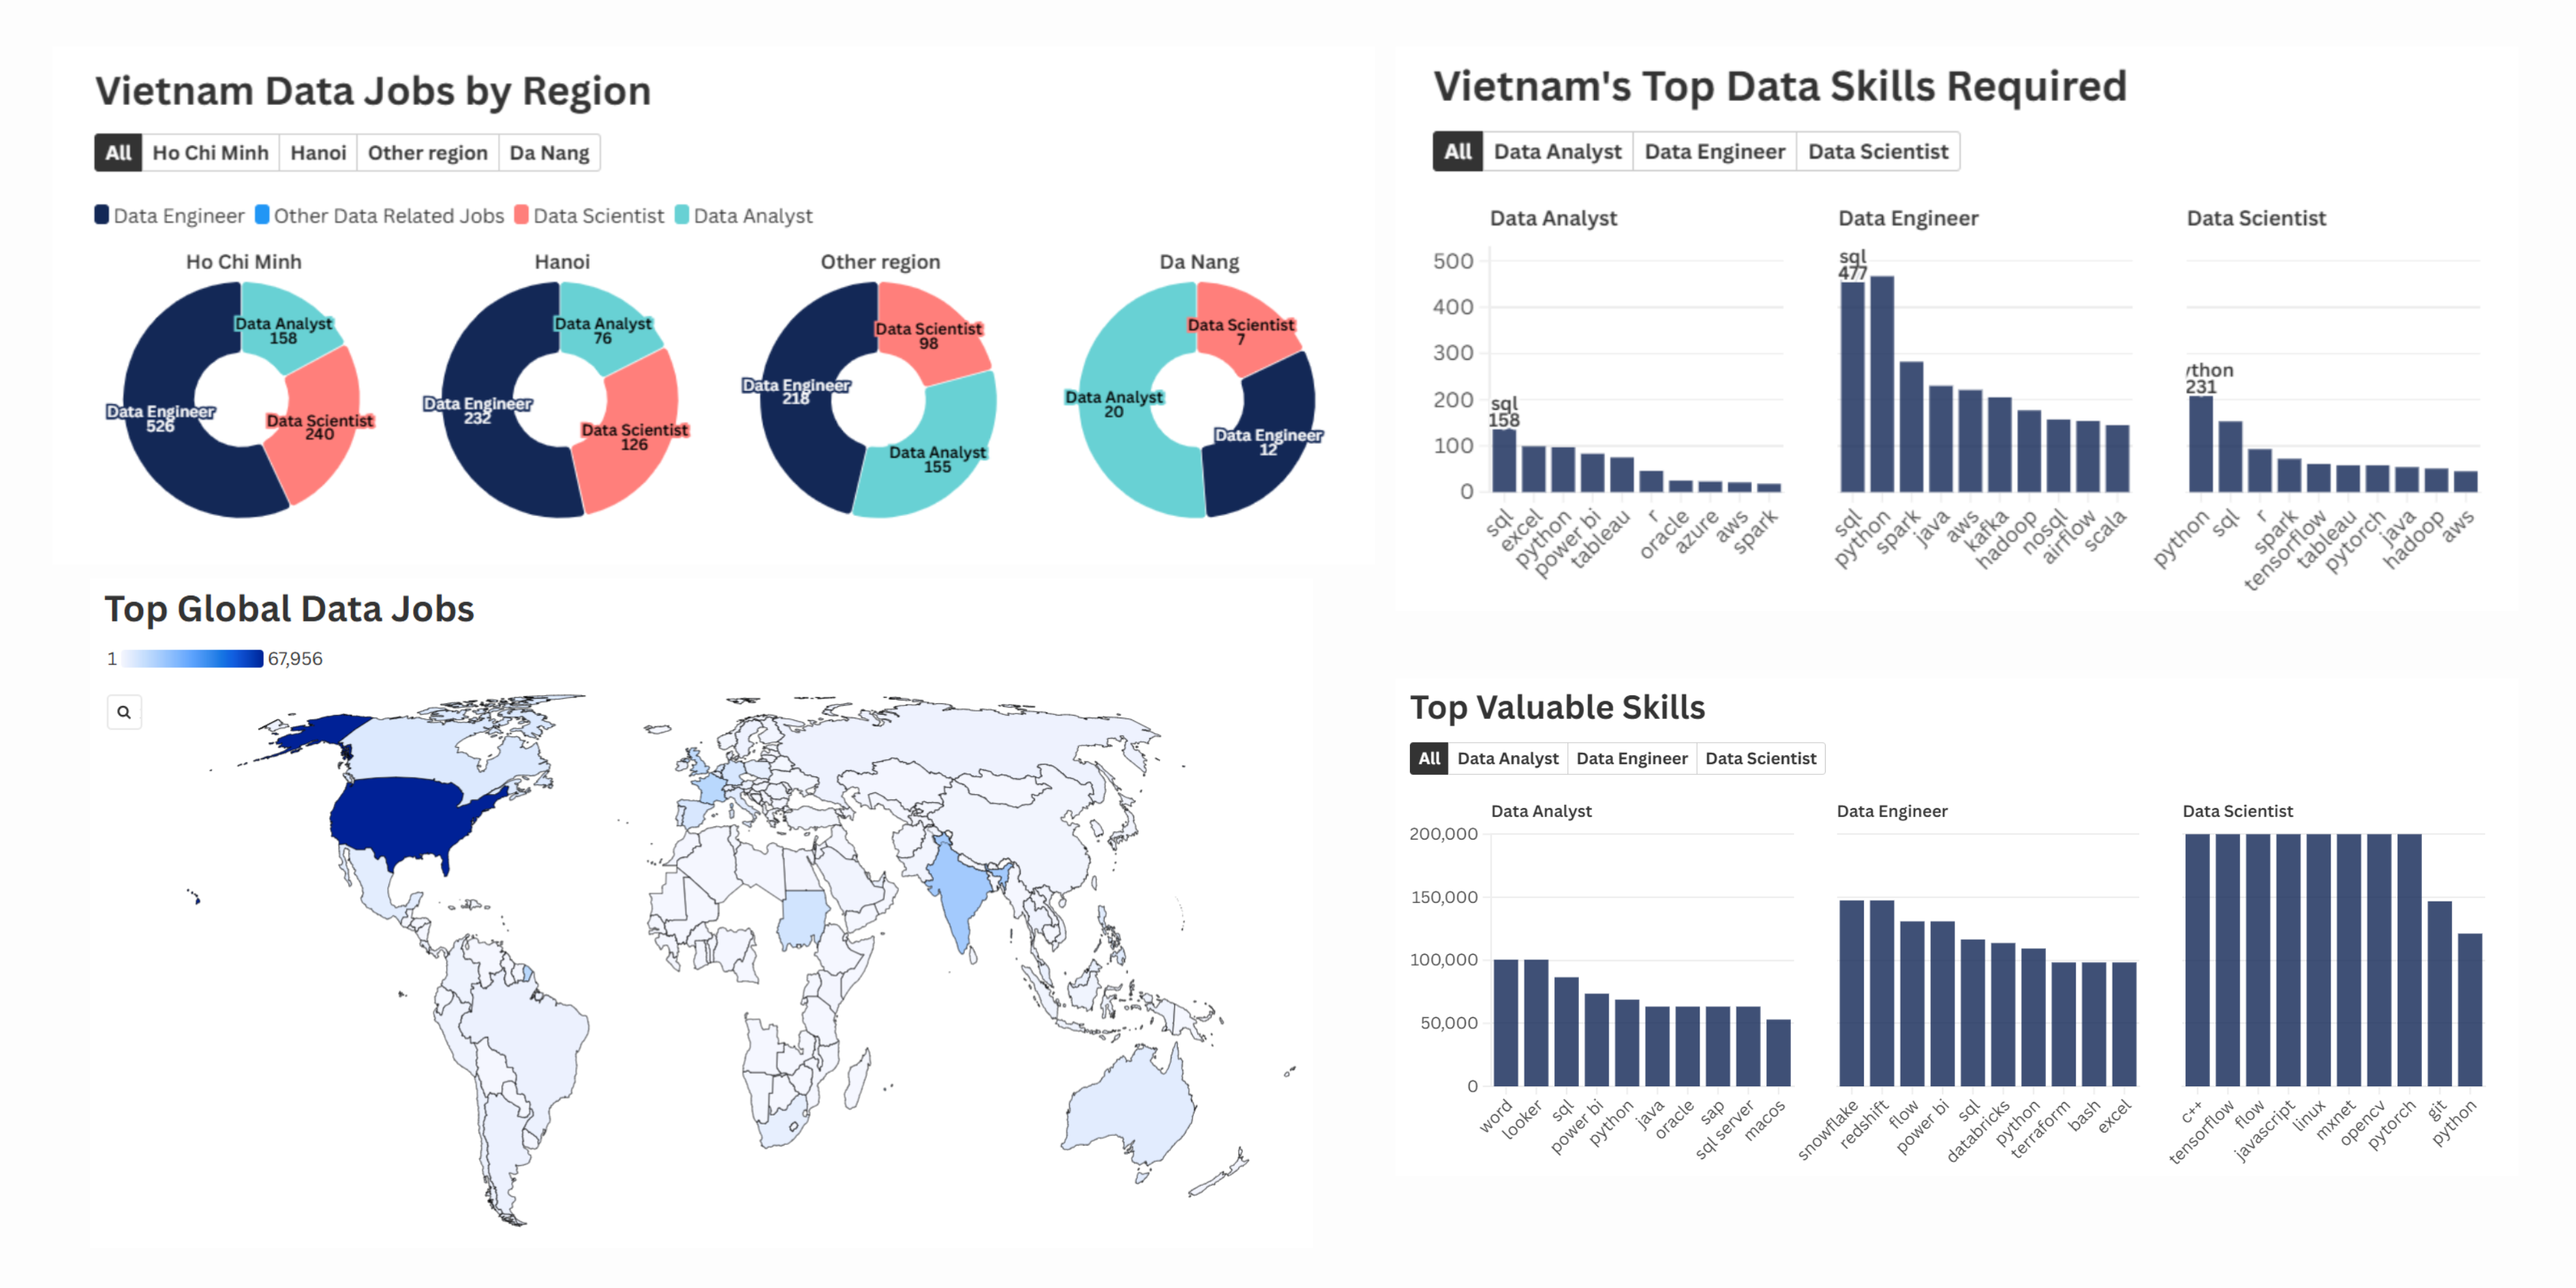 Vietnam Data Jobs by Region
All Ho Chi Minh Hanoi Other region Da Nang
Data Engineer Other Data Related Jobs Data Scientist Data Analyst
Ho Chi Minh
Data Analyst
158
Data Scientist
240
Data Engineer
526
Hanoi
Data Analyst
76
Data Scientist
126
Data Engineer
232
Other region
Data Scientist
98
Data Analyst
155
Data Engineer
218
Da Nang
Data Scientist
7
Data Engineer
12
Data Analyst
20
Vietnam's Top Data Skills Required
All Data Analyst Data Engineer Data Scientist
Data Analyst
Data Engineer
Data Scientist
500
400
300
200
100
0
sql
158
sql
excel
python
power bi
tableau
r
oracle
azure
aws
spark
sql
477
sql
python
spark
java
aws
kafka
hadoop
nosql
airflow
scala
ython
231
python
sql
r
spark
tensorflow
tableau
pytorch
java
hadoop
aws
Top Global Data Jobs
1 67,956
Top Valuable Skills
All Data Analyst Data Engineer Data Scientist
Data Analyst
Data Engineer
Data Scientist
200,000
150,000
100,000
50,000
0
word
looker
sql
power bi
python
java
oracle
sap
sql server
macos
snowflake
redshift
flow
power bi
sql
databricks
python
terraform
bash
excel
c++
tensorflow
flow
javascript
linux
mxnet
opencv
pytorch
git
python